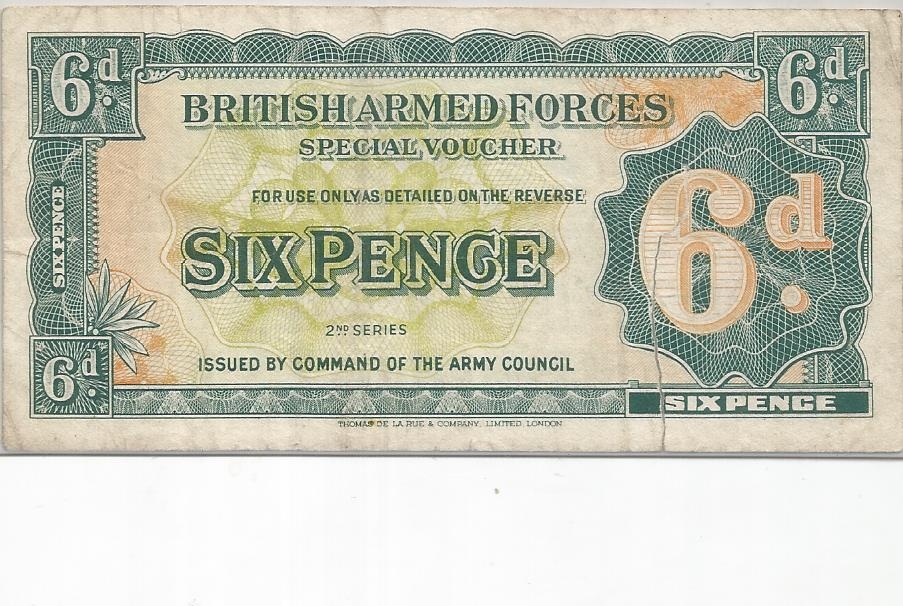 6d.
6d.
BRITISH ARMED FORCES
SPECIAL VOUCHER
FOR USE ONLY AS DETAILED ON THE REVERSE
SIX PENCE
SIX PENCE
6d.
2ND SERIES
ISSUED BY COMMAND OF THE ARMY COUNCIL
6d.
SIX PENCE
THOMAS DE LA RUE & COMPANY, LIMITED, LONDON